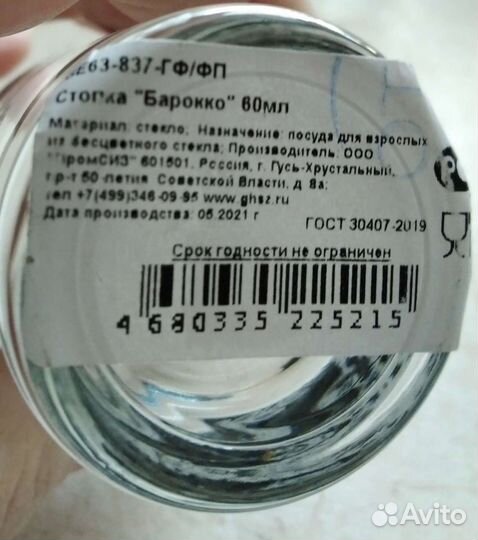 GE63-837-ГФ/ФП
Стопка "Барокко" 60мл
Материал: стекло; Назначение: посуда для взрослых
из бесцветного стекла; Производитель: ООО
"ПромСИЗ" 601501, Россия, г. Гусь-Хрустальный,
пр-т 50-летия Советской Власти, д. 8а;
тел +7(499)346-09-95 www.ghsz.ru
Дата производства: 05.2021 г
ГОСТ 30407-2019
Срок годности не ограничен
4 680335 225215
Avito